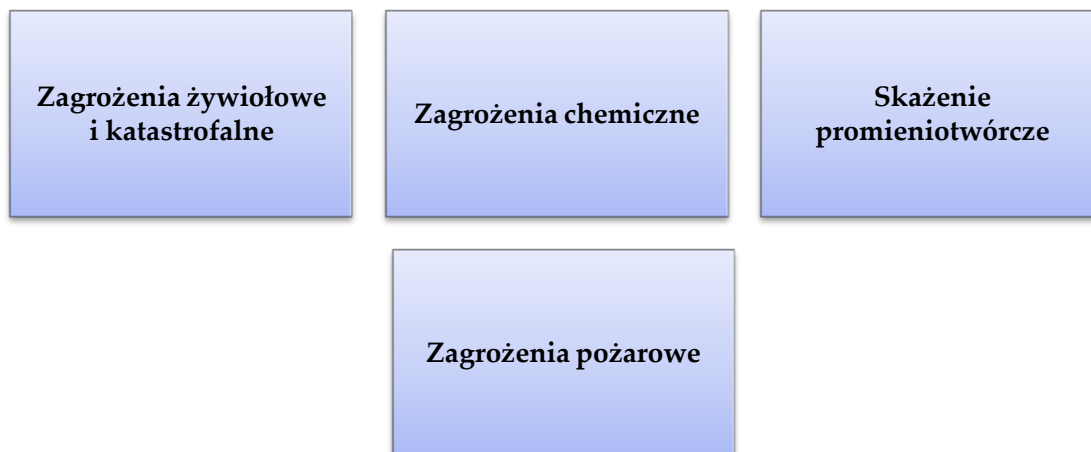 Zagrożenia żywiołowe
i katastrofalne
Zagrożenia chemiczne
Skażenie
promieniotwórcze
Zagrożenia pożarowe